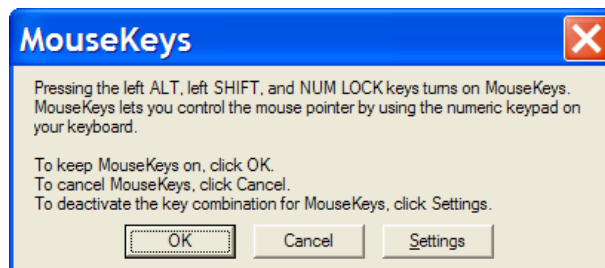 MouseKeys
Pressing the left ALT, left SHIFT, and NUM LOCK keys turns on MouseKeys.
MouseKeys lets you control the mouse pointer by using the numeric keypad on
your keyboard.
To keep MouseKeys on, click OK.
To cancel MouseKeys, click Cancel.
To deactivate the key combination for MouseKeys, click Settings.
OK Cancel Settings